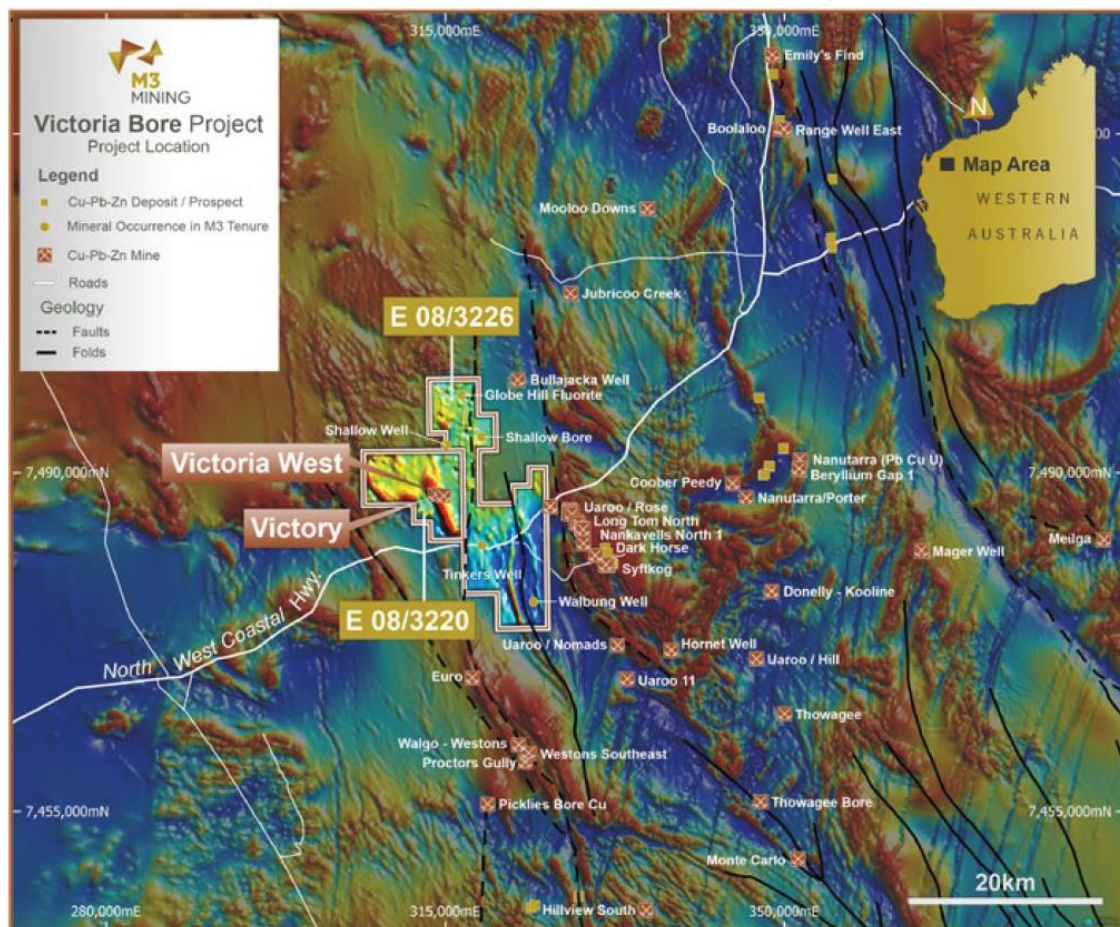 M3
MINING
Victoria Bore Project
Project Location
Legend
Cu-Pb-Zn Deposit / Prospect
Mineral Occurrence in M3 Tenure
Cu-Pb-Zn Mine
Roads
Geology
Faults
Folds
315,000mE
350,000mE
Emily's Find
Boolaloo
Range Well East
N
Map Area
WESTERN
AUSTRALIA
Mooloo Downs
Jubricoo Creek
E 08/3226
Bullajacka Well
Globe Hill Fluorite
Shallow Well
Shallow Bore
Victoria West
7,490,000mN
7,490,000mN
Nanutarra (Pb Cu U)
Beryllium Gap 1
Coober Peedy
Nanutarra/Porter
Victory
Uaroo / Rose
Long Tom North
Nankavells North 1
Dark Horse
Syftkog
Meilga
Mager Well
Tinkers Well
Donelly - Kooline
Walbung Well
E 08/3220
North West Coastal Hwy.
Uaroo / Nomads
Hornet Well
Uaroo / Hill
Euro
Uaroo 11
Thowagee
Walgo - Westons
Westons Southeast
Proctors Gully
Picklies Bore Cu
Thowagee Bore
7,455,000mN
7,455,000mN
Monte Carlo
20km
280,000mE
315,000mE
Hillview South
350,000mE